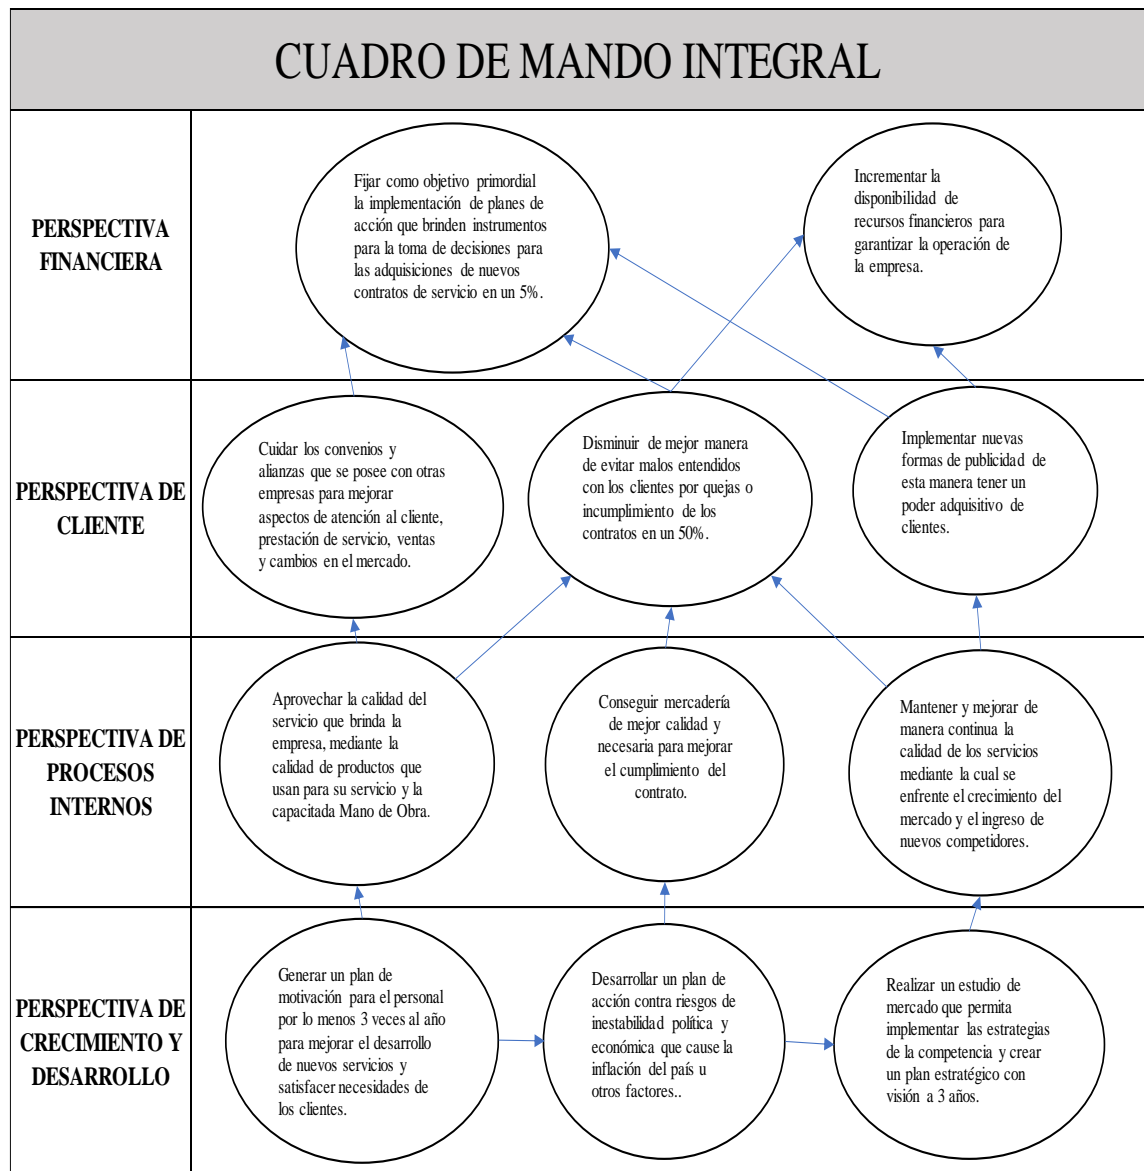 CUADRO DE MANDO INTEGRAL
PERSPECTIVA
FINANCIERA
Fijar como objetivo primordial
la implementación de planes de
acción que brinden instrumentos
para la toma de decisiones para
las adquisiciones de nuevos
contratos de servicio en un 5%.
Incrementar la
disponibilidad de
recursos financieros para
garantizar la operación de
la empresa.
PERSPECTIVA DE
CLIENTE
Cuidar los convenios y
alianzas que se posee con otras
empresas para mejorar
aspectos de atención al cliente,
prestación de servicio, ventas
y cambios en el mercado.
Disminuir de mejor manera
de evitar malos entendidos
con los clientes por quejas o
incumplimiento de los
contratos en un 50%.
Implementar nuevas
formas de publicidad de
esta manera tener un
poder adquisitivo de
clientes.
PERSPECTIVA DE
PROCESOS
INTERNOS
Aprovechar la calidad del
servicio que brinda la
empresa, mediante la
calidad de productos que
usan para su servicio y la
capacitada Mano de Obra.
Conseguir mercadería
de mejor calidad y
necesaria para mejorar
el cumplimiento del
contrato.
Mantener y mejorar de
manera continua la
calidad de los servicios
mediante la cual se
enfrente el crecimiento del
mercado y el ingreso de
nuevos competidores.
PERSPECTIVA DE
CRECIMIENTO Y
DESARROLLO
Generar un plan de
motivación para el personal
por lo menos 3 veces al año
para mejorar el desarrollo
de nuevos servicios y
satisfacer necesidades de
los clientes.
Desarrollar un plan de
acción contra riesgos de
inestabilidad política y
económica que cause la
inflación del país u
otros factores..
Realizar un estudio de
mercado que permita
implementar las estrategias
de la competencia y crear
un plan estratégico con
visión a 3 años.